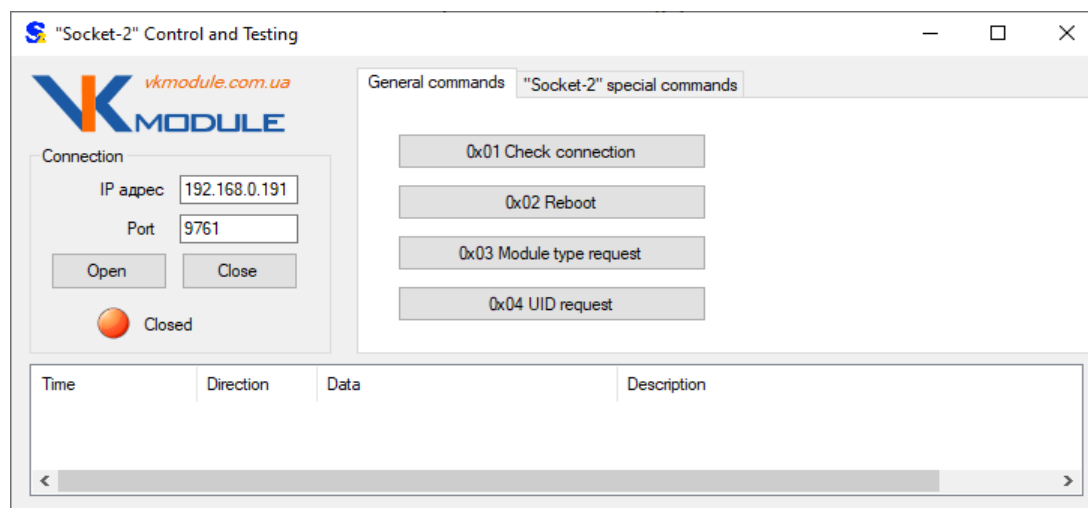 "Socket-2" Control and Testing
vkmodule.com.ua
VK MODULE
General commands
"Socket-2" special commands
Connection
IP адрес 192.168.0.191
Port 9761
Open Close
Closed
0x01 Check connection
0x02 Reboot
0x03 Module type request
0x04 UID request
Time Direction Data Description